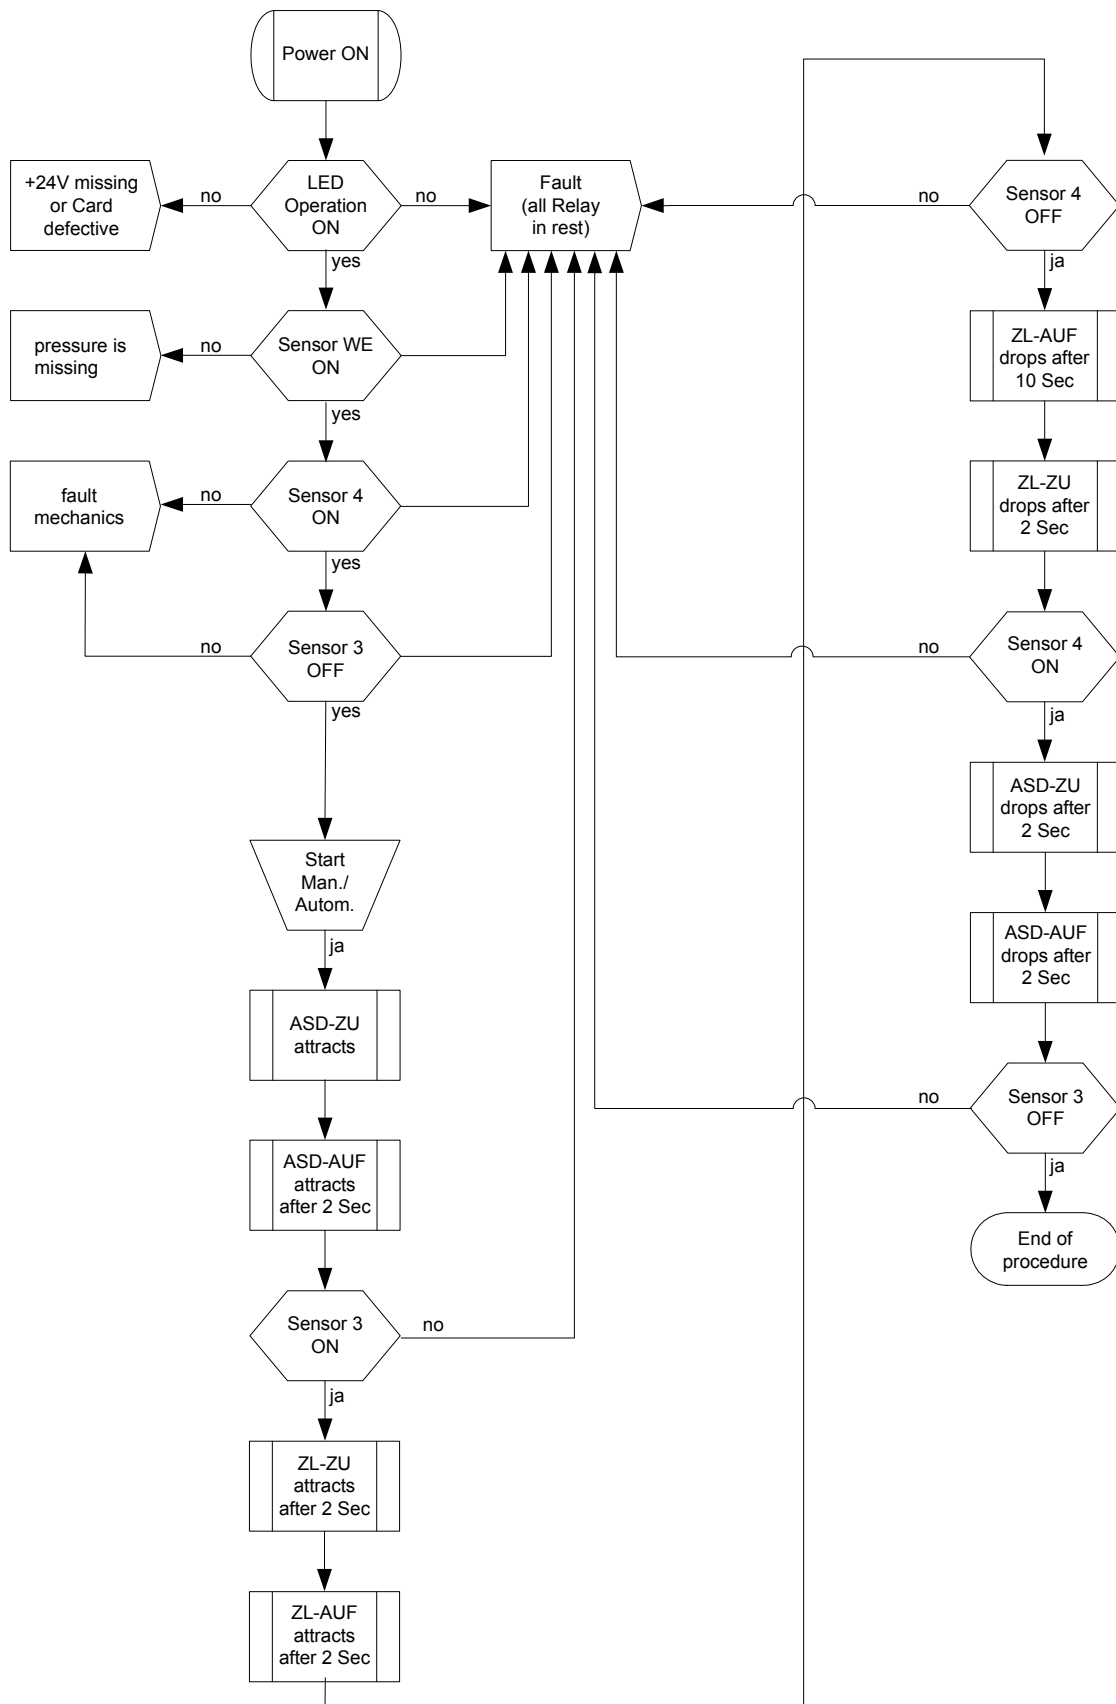 Power ON
LED
Operation
ON
no
+24V missing
or Card
defective
no
Fault
(all Relay
in rest)
yes
Sensor WE
ON
no
pressure is
missing
yes
Sensor 4
ON
no
fault
mechanics
yes
Sensor 3
OFF
no
yes
Start
Man./
Autom.
ja
ASD-ZU
attracts
ASD-AUF
attracts
after 2 Sec
Sensor 3
ON
no
ja
ZL-ZU
attracts
after 2 Sec
ZL-AUF
attracts
after 2 Sec
Sensor 4
OFF
no
ja
ZL-AUF
drops after
10 Sec
ZL-ZU
drops after
2 Sec
Sensor 4
ON
no
ja
ASD-ZU
drops after
2 Sec
ASD-AUF
drops after
2 Sec
Sensor 3
OFF
no
ja
End of
procedure